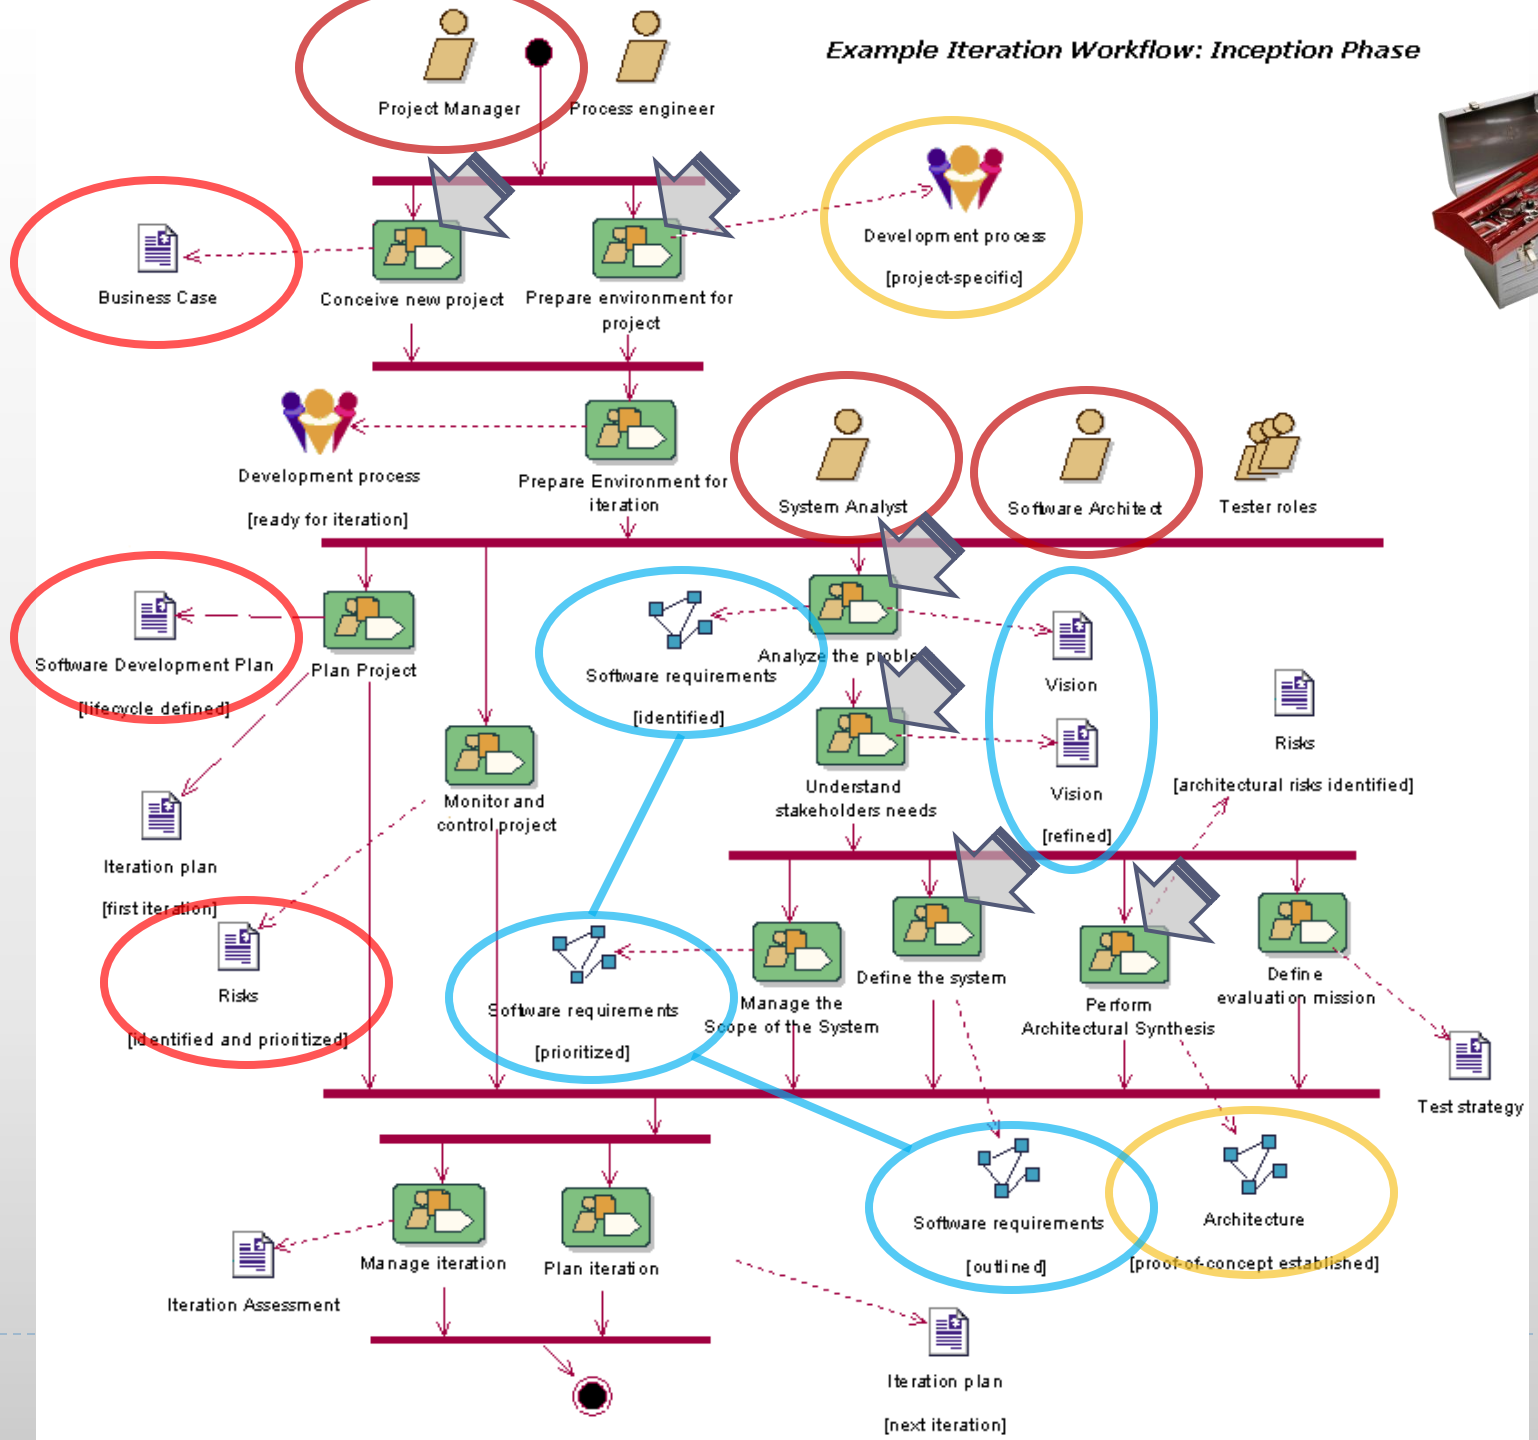 Example Iteration Workflow: Inception Phase
Project Manager
Process engineer
Development process
[project-specific]
Business Case
Conceive new project
Prepare environment for
project
Development process
[ready for iteration]
Prepare Environment for
iteration
System Analyst
Software Architect
Tester roles
Software Development Plan
[lifecycle defined]
Plan Project
Software requirements
[identified]
Analyze the proble
Vision
Vision
[refined]
Risks
[architectural risks identified]
Understand
stakeholders needs
Monitor and
control project
Iteration plan
[first iteration]
Risks
[identified and prioritized]
Software requirements
[prioritized]
Manage the
Scope of the System
Define the system
Perform
Architectural Synthesis
Define
evaluation mission
Test strategy
Software requirements
[outlined]
Architecture
[proof-of-concept established]
Manage iteration
Plan iteration
Iteration Assessment
Iteration plan
[next iteration]